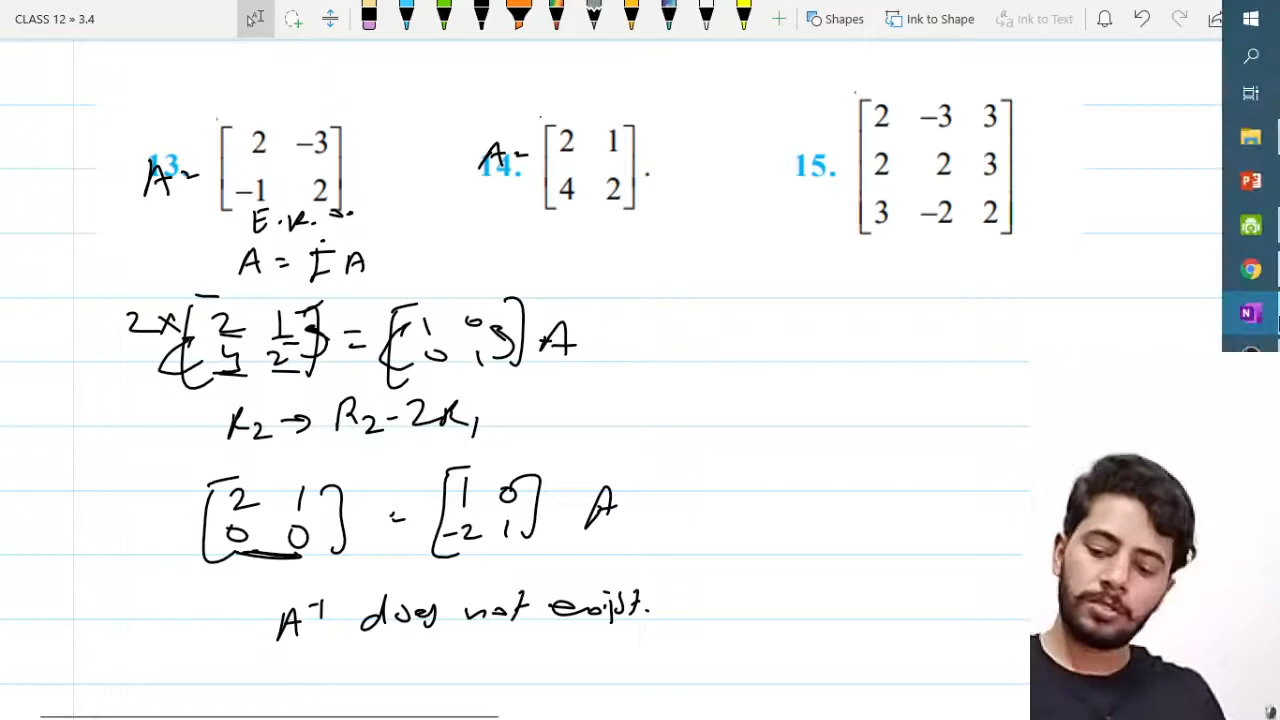 CLASS 12 » 3.4
Shapes
Ink to Shape
Ink to Text
13. A = [ 2 −3
−1 2 ]
14. A = [ 2 1
4 2 ] .
15. [ 2 −3 3
2 2 3
3 −2 2 ]
E.R.O.
A = I A
2× [ 2 1
4 2 ] = [ 1 0
0 1 ] A
R2 → R2 - 2R1
[ 2 1
0 0 ] = [ 1 0
-2 1 ] A
A⁻¹ does not exist.